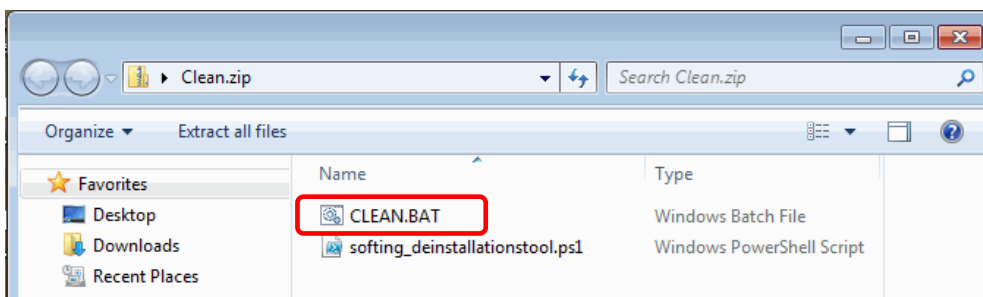 Clean.zip
Search Clean.zip
Organize
Extract all files
Favorites
Name
Type
Desktop
CLEAN.BAT
Windows Batch File
Downloads
softing_deinstallationstool.ps1
Windows PowerShell Script
Recent Places